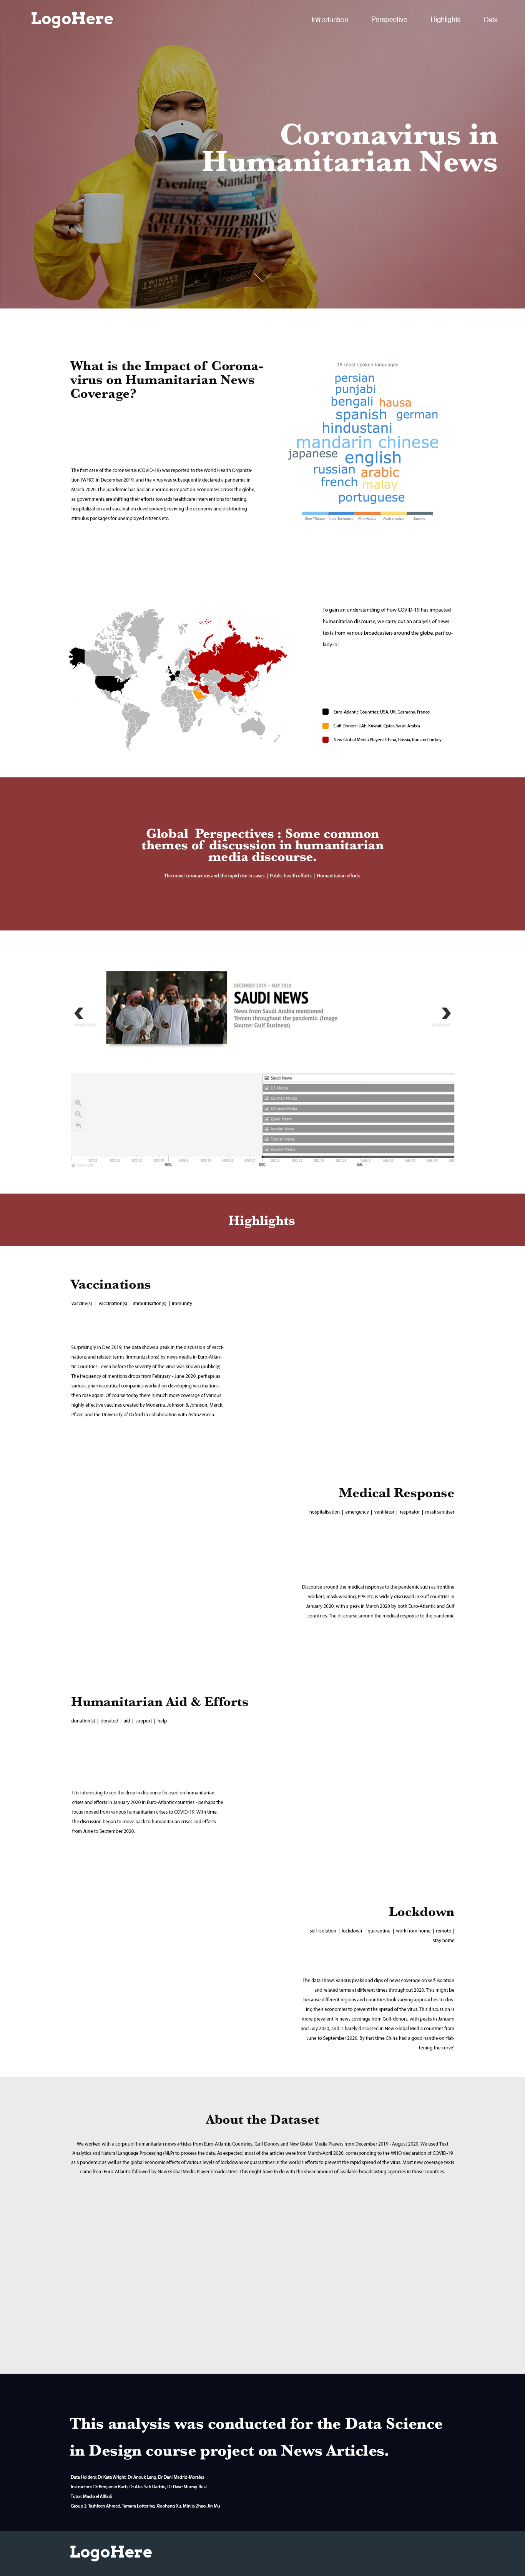 LogoHere
Introduction Perspective Highlights Data
Coronavirus in
Humanitarian News
Evening Standard
CRUISE SHIP BRITS
1 WINNER
What is the Impact of Corona-
virus on Humanitarian News
Coverage?
The first case of the coronavirus (COVID-19) was reported to the World Health Organiza-
tion (WHO) in December 2019, and the virus was subsequently declared a pandemic in
March 2020. The pandemic has had an enormous impact on economies across the globe,
as governments are shifting their efforts towards healthcare interventions for testing,
hospitalization and vaccination development; reviving the economy and distributing
stimulus packages for unemployed citizens etc.
15 most spoken languages
persian
punjabi
bengali hausa
spanish german
hindustani
mandarin chinese
japanese english
russian arabic
french malay
portuguese
Sino-Tibetan Indo-European Afro-Asiatic Austronesian Japonic
To gain an understanding of how COVID-19 has impacted
humanitarian discourse, we carry out an analysis of news
texts from various broadcasters around the globe, particu-
larly in:
Euro-Atlantic Countries: USA, UK, Germany, France
Gulf Donors: UAE, Kuwait, Qatar, Saudi Arabia
New Global Media Players: China, Russia, Iran and Turkey
Global Perspectives : Some common
themes of discussion in humanitarian
media discourse.
The novel coronavirus and the rapid rise in cases | Public health efforts | Humanitarian efforts
DECEMBER 2019 – MAY 2020
SAUDI NEWS
News from Saudi Arabia mentioned
Yemen throughout the pandemic. (Image
Source: Gulf Business)
Saudi News
US Media
German Media
Chinese Media
Qatar News
Iranian News
Turkish News
Kuwait Media
NOV. DEC. JAN.
Highlights
Vaccinations
vaccine(s) | vaccination(s) | immunisation(s) | immunity
Surprisingly in Dec 2019, the data shows a peak in the discussion of vacci-
nations and related terms (immunizations) by news media in Euro-Atlan-
tic Countries - even before the severity of the virus was known (publicly).
The frequency of mentions drops from February - June 2020, perhaps as
various pharmaceutical companies worked on developing vaccinations,
then rose again. Of course today there is much more coverage of various
highly effective vaccines created by Moderna, Johnson & Johnson, Merck,
Pfizer, and the University of Oxford in collaboration with AstraZeneca.
Medical Response
hospitalisation | emergency | ventilator | respirator | mask sanitiser
Discourse around the medical response to the pandemic such as frontline
workers, mask-wearing, PPE etc, is widely discussed in Gulf countries in
January 2020, with a peak in March 2020 by both Euro-Atlantic and Gulf
countries. The discourse around the medical response to the pandemic
Humanitarian Aid & Efforts
donation(s) | donated | aid | support | help
It is interesting to see the drop in discourse focused on humanitarian
crises and efforts in January 2020 in Euro-Atlantic countries - perhaps the
focus moved from various humanitarian crises to COVID-19. With time,
the discussion began to move back to humanitarian crises and efforts
from June to September 2020.
Lockdown
self-isolation | lockdown | quarantine | work from home | remote |
stay home
The data shows various peaks and dips of news coverage on self-isolation
and related terms at different times throughout 2020. This might be
because different regions and countries took varying approaches to clos-
ing their economies to prevent the spread of the virus. This discussion is
more prevalent in news coverage from Gulf-donors, with peaks in January
and July 2020, and is barely discussed in New Global Media countries from
June to September 2020. By that time China had a good handle on 'flat-
tening the curve.'
About the Dataset
We worked with a corpus of humanitarian news articles from Euro-Atlantic Countries, Gulf Donors and New Global Media Players from December 2019 - August 2020. We used Text
Analytics and Natural Language Processing (NLP) to process the data. As expected, most of the articles were from March-April 2020, corresponding to the WHO declaration of COVID-19
as a pandemic as well as the global economic effects of various levels of lockdowns or quarantines in the world's efforts to prevent the rapid spread of the virus. Most new coverage texts
came from Euro-Atlantic followed by New Global Media Player broadcasters. This might have to do with the sheer amount of available broadcasting agencies in those countries.
This analysis was conducted for the Data Science
in Design course project on News Articles.
Data Holders: Dr Kate Wright, Dr Anouk Lang, Dr Dani Madrid-Morales
Instructors: Dr Benjamin Bach, Dr Aba-Sah Dadzie, Dr Dave Murray-Rust
Tutor: Mashael AlKadi
Group 2: Tashfeen Ahmed, Tamara Lottering, Xiaohang Xu, Minjia Zhao, Jin Mu
LogoHere